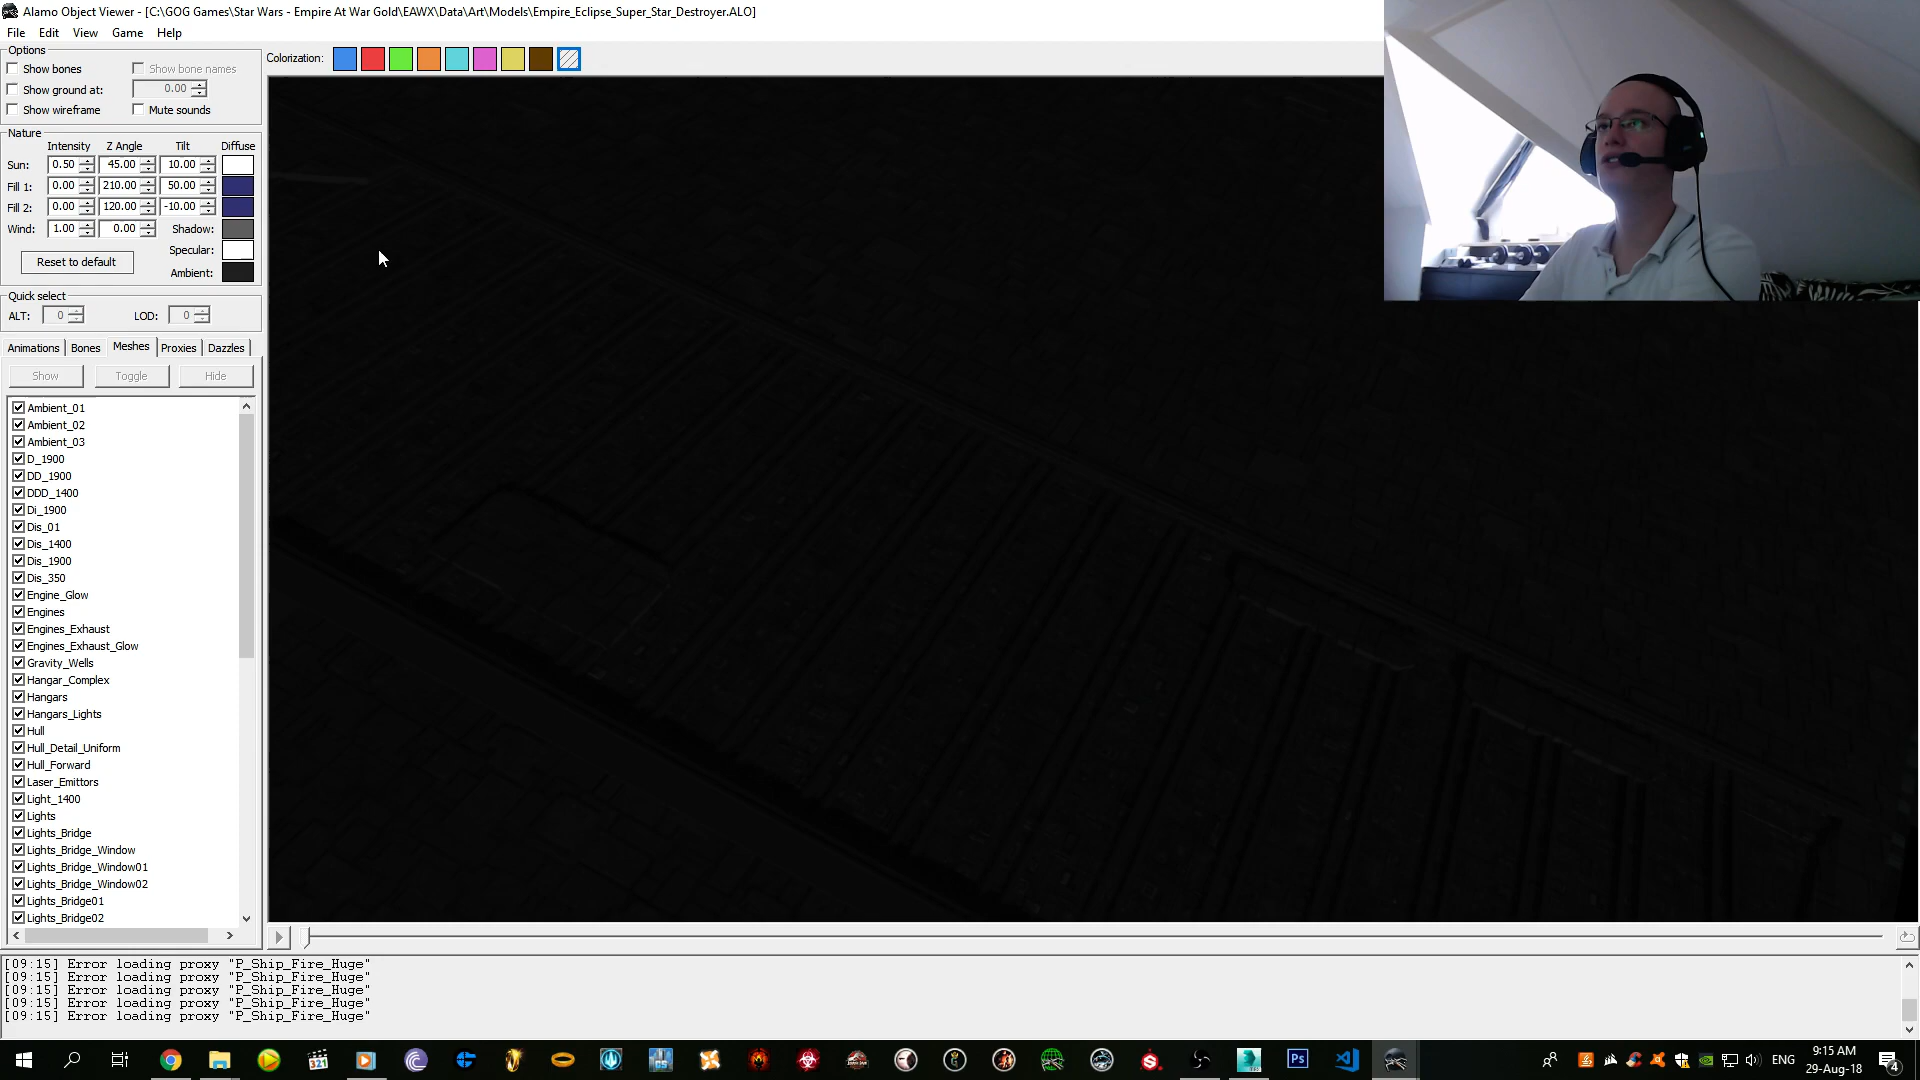 Alamo Object Viewer - [C:\GOG Games\Star Wars - Empire At War Gold\EAWX\Data\Art\Models\Empire_Eclipse_Super_Star_Destroyer.ALO]
File Edit View Game Help
Options
Colorization:
Show bones Show bone names
Show ground at: 0.00
Show wireframe Mute sounds
Nature
Intensity Z Angle Tilt Diffuse
Sun: 0.50 45.00 10.00
Fill 1: 0.00 210.00 50.00
Fill 2: 0.00 120.00 -10.00
Wind: 1.00 0.00 Shadow:
Specular:
Reset to default
Ambient:
Quick select
ALT: 0 LOD: 0
Animations Bones Meshes Proxies Dazzles
Show Toggle Hide
Ambient_01
Ambient_02
Ambient_03
D_1900
DD_1900
DDD_1400
Di_1900
Dis_01
Dis_1400
Dis_1900
Dis_350
Engine_Glow
Engines
Engines_Exhaust
Engines_Exhaust_Glow
Gravity_Wells
Hangar_Complex
Hangars
Hangars_Lights
Hull
Hull_Detail_Uniform
Hull_Forward
Laser_Emittors
Light_1400
Lights
Lights_Bridge
Lights_Bridge_Window
Lights_Bridge_Window01
Lights_Bridge_Window02
Lights_Bridge01
Lights_Bridge02
[09:15] Error loading proxy "P_Ship_Fire_Huge"
[09:15] Error loading proxy "P_Ship_Fire_Huge"
[09:15] Error loading proxy "P_Ship_Fire_Huge"
[09:15] Error loading proxy "P_Ship_Fire_Huge"
[09:15] Error loading proxy "P_Ship_Fire_Huge"
321
Ps
ENG
9:15 AM
29-Aug-18
4